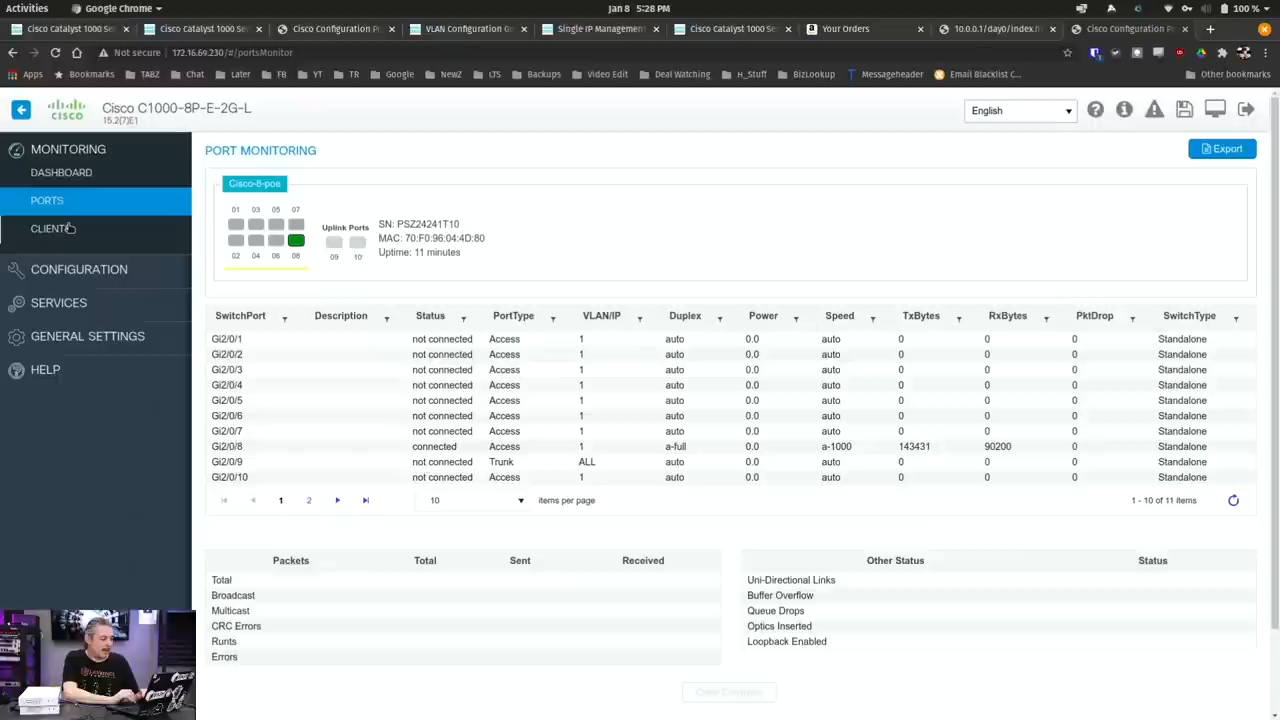 Activities Google Chrome Jan 8 5:28 PM 100 %
Cisco Catalyst 1000 Se × Cisco Catalyst 1000 Se × Cisco Configuration P × VLAN Configuration G × Single IP Managemen × Cisco Catalyst 1000 Se × Your Orders × 10.0.0.1/dayo/index.f × Cisco Configuration P × +
Not secure 172.16.69.230/#/portsMonitor
Apps Bookmarks TABZ Chat Later FB YT TR Google NewZ LTS Backups Video Edit Deal Watching H_Stuff BizLookup Messageheader Email Blacklist C... Other bookmarks
cisco
Cisco C1000-8P-E-2G-L
15.2(7)E1
English
MONITORING
DASHBOARD
PORTS
CLIENTS
CONFIGURATION
SERVICES
GENERAL SETTINGS
HELP
PORT MONITORING
Export
Cisco-8-poe
01 03 05 07
02 04 06 08
Uplink Ports
09 10
SN: PSZ24241T10
MAC: 70:F0:96:04:4D:80
Uptime: 11 minutes
SwitchPort Description Status PortType VLAN/IP Duplex Power Speed TxBytes RxBytes PktDrop SwitchType
Gi2/0/1 not connected Access 1 auto 0.0 auto 0 0 0 Standalone
Gi2/0/2 not connected Access 1 auto 0.0 auto 0 0 0 Standalone
Gi2/0/3 not connected Access 1 auto 0.0 auto 0 0 0 Standalone
Gi2/0/4 not connected Access 1 auto 0.0 auto 0 0 0 Standalone
Gi2/0/5 not connected Access 1 auto 0.0 auto 0 0 0 Standalone
Gi2/0/6 not connected Access 1 auto 0.0 auto 0 0 0 Standalone
Gi2/0/7 not connected Access 1 auto 0.0 auto 0 0 0 Standalone
Gi2/0/8 connected Access 1 a-full 0.0 a-1000 143431 90200 0 Standalone
Gi2/0/9 not connected Trunk ALL auto 0.0 auto 0 0 0 Standalone
Gi2/0/10 not connected Access 1 auto 0.0 auto 0 0 0 Standalone
1 2 10 items per page 1 - 10 of 11 items
Packets Total Sent Received
Total
Broadcast
Multicast
CRC Errors
Runts
Errors
Other Status Status
Uni-Directional Links
Buffer Overflow
Queue Drops
Optics Inserted
Loopback Enabled
Clear Counters